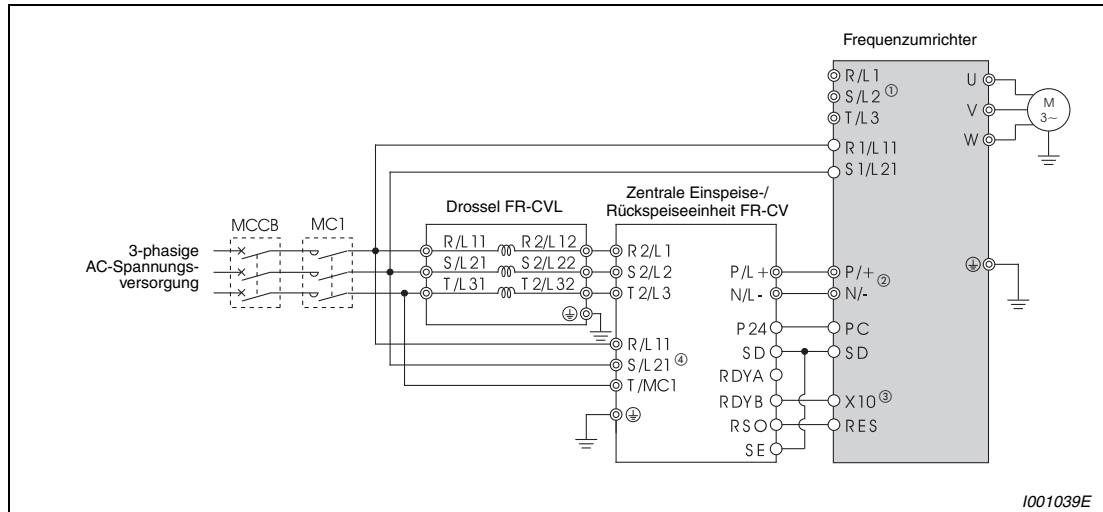 Frequenzumrichter
R/L1
S/L2 ①
T/L3
U
V
W
M
3~
R1/L11
S1/L21
Zentrale Einspeise-/
Rückspeiseeinheit FR-CV
Drossel FR-CVL
MCCB
MC1
3-phasige
AC-Spannungs-
versorgung
R/L11
R2/L12
S/L21
S2/L22
T/L31
T2/L32
R2/L1
S2/L2
T2/L3
P/L+
N/L-
P/+
②
N/-
P24
PC
SD
SD
R/L11
S/L21 ④
T/MC1
RDYA
RDYB
X10 ③
RSO
RES
SE
I001039E